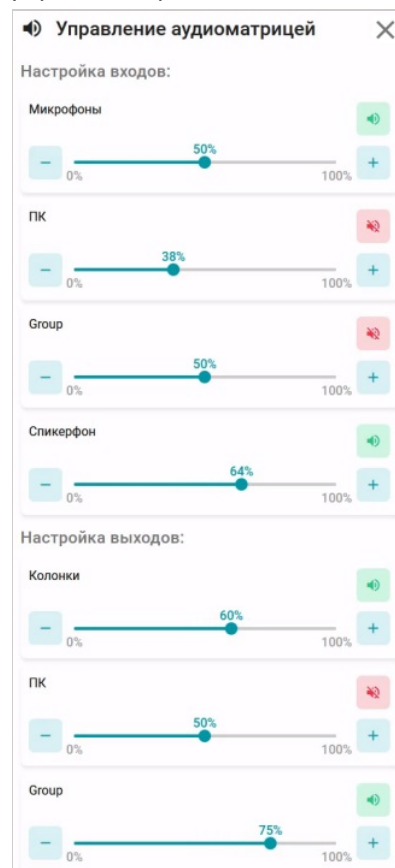 Управление аудиоматрицей
Настройка входов:
Микрофоны
50%
0% 100%
ПК
38%
0% 100%
Group
50%
0% 100%
Спикерфон
64%
0% 100%
Настройка выходов:
Колонки
60%
0% 100%
ПК
50%
0% 100%
Group
75%
0% 100%